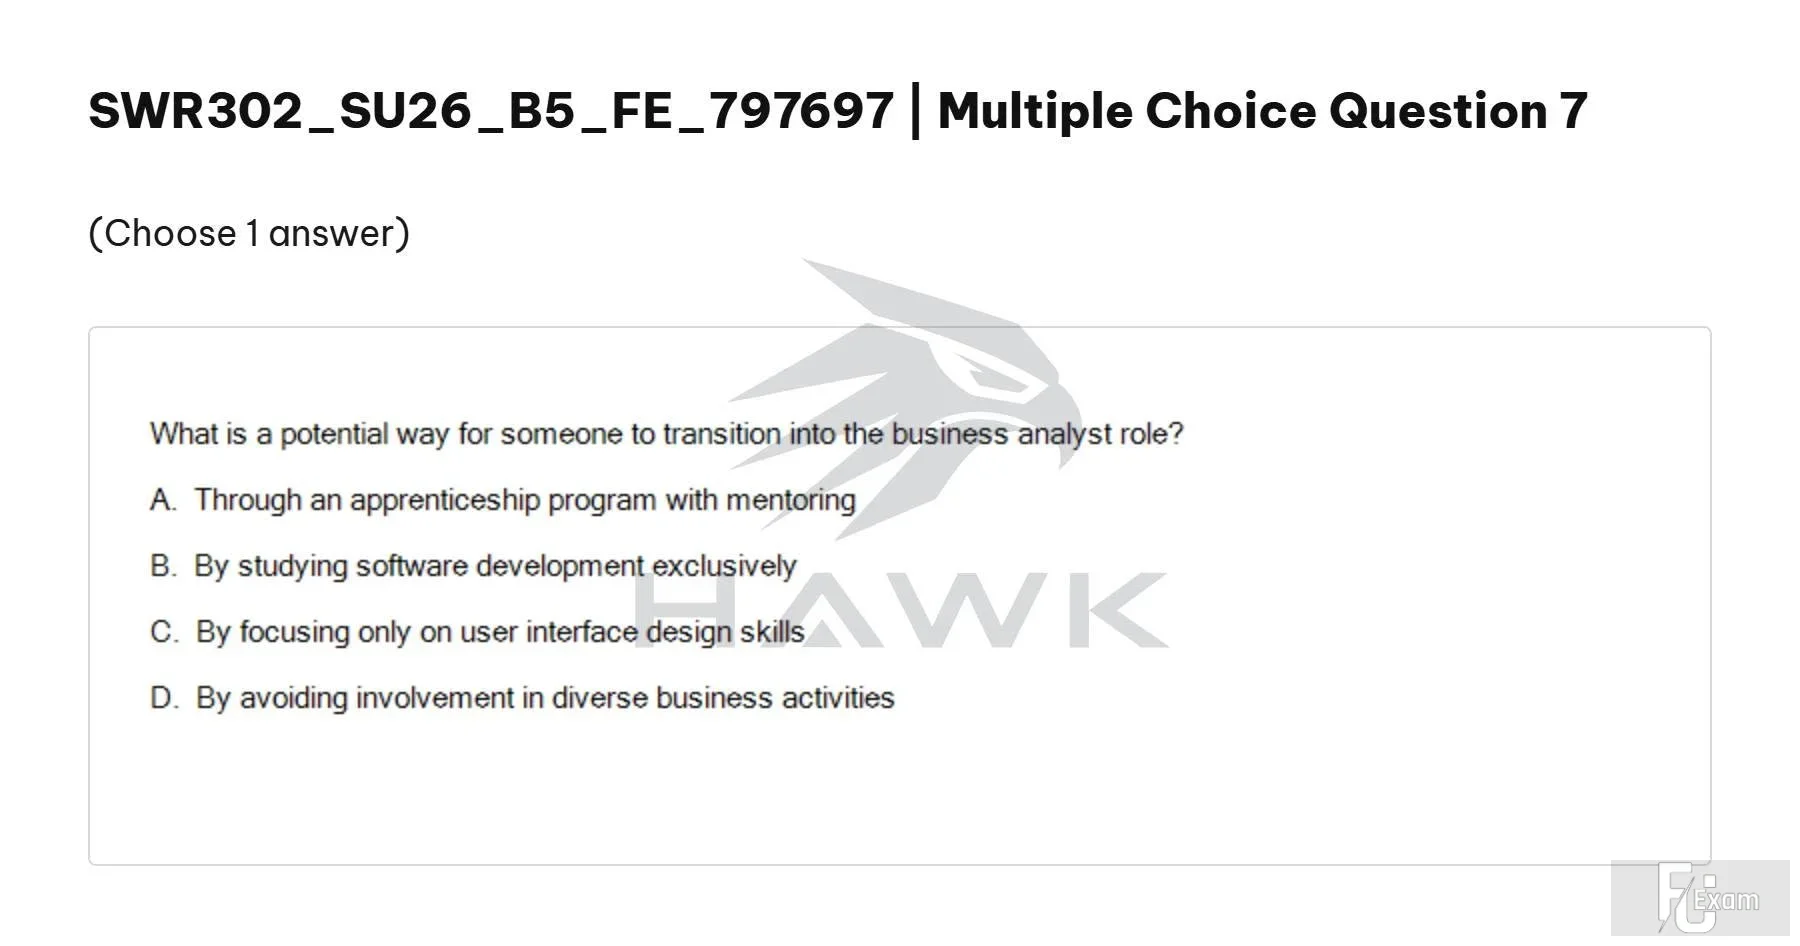 SWR302_SU26_B5_FE_797697 | Multiple Choice Question 7
(Choose 1 answer)
What is a potential way for someone to transition into the business analyst role?
A. Through an apprenticeship program with mentoring
B. By studying software development exclusively
C. By focusing only on user interface design skills
D. By avoiding involvement in diverse business activities
HAWK
FU Exam